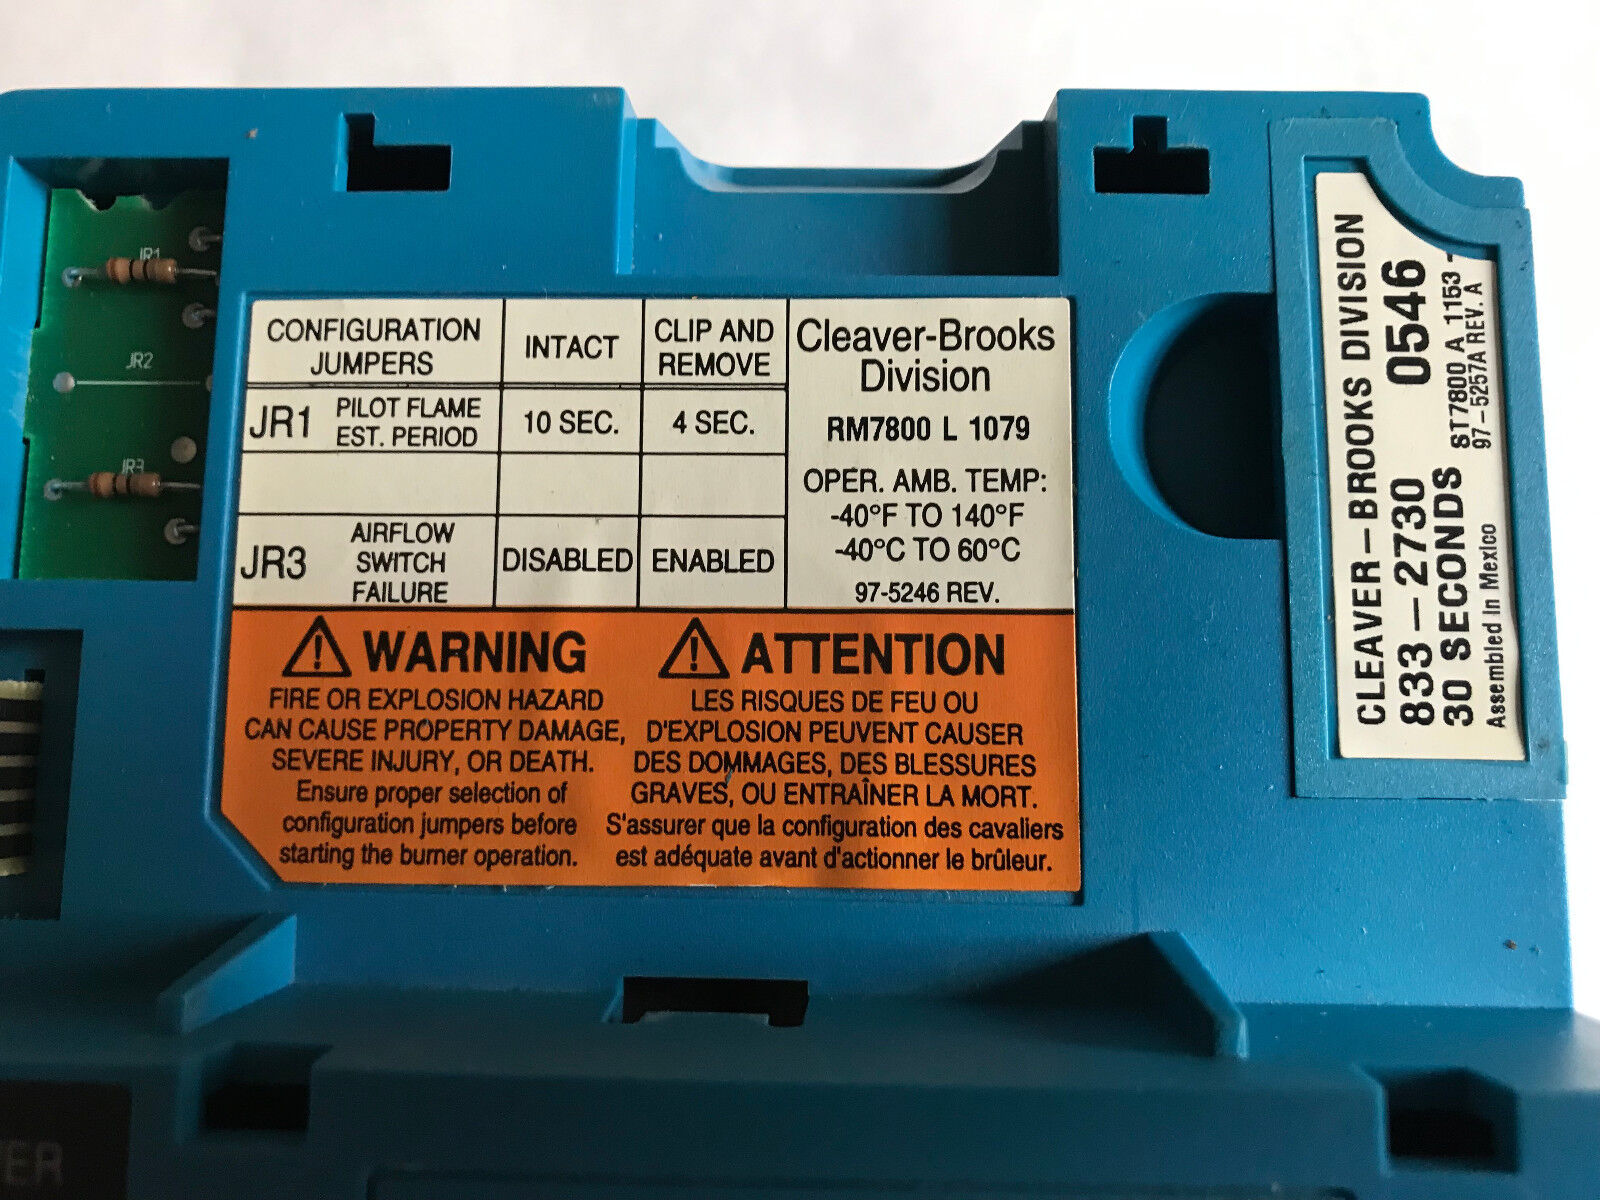 JR1
JR2
JR3
CONFIGURATION JUMPERS
INTACT
CLIP AND REMOVE
JR1 PILOT FLAME EST. PERIOD
10 SEC.
4 SEC.
JR3 AIRFLOW SWITCH FAILURE
DISABLED
ENABLED
Cleaver-Brooks
Division
RM7800 L 1079
OPER. AMB. TEMP:
-40°F TO 140°F
-40°C TO 60°C
97-5246 REV.
WARNING
FIRE OR EXPLOSION HAZARD
CAN CAUSE PROPERTY DAMAGE,
SEVERE INJURY, OR DEATH.
Ensure proper selection of
configuration jumpers before
starting the burner operation.
ATTENTION
LES RISQUES DE FEU OU
D'EXPLOSION PEUVENT CAUSER
DES DOMMAGES, DES BLESSURES
GRAVES, OU ENTRAÎNER LA MORT.
S'assurer que la configuration des cavaliers
est adéquate avant d'actionner le brûleur.
CLEAVER-BROOKS DIVISION
833-2730 0546
30 SECONDS ST7800 A 1153
97-5257A REV. A
Assembled in Mexico